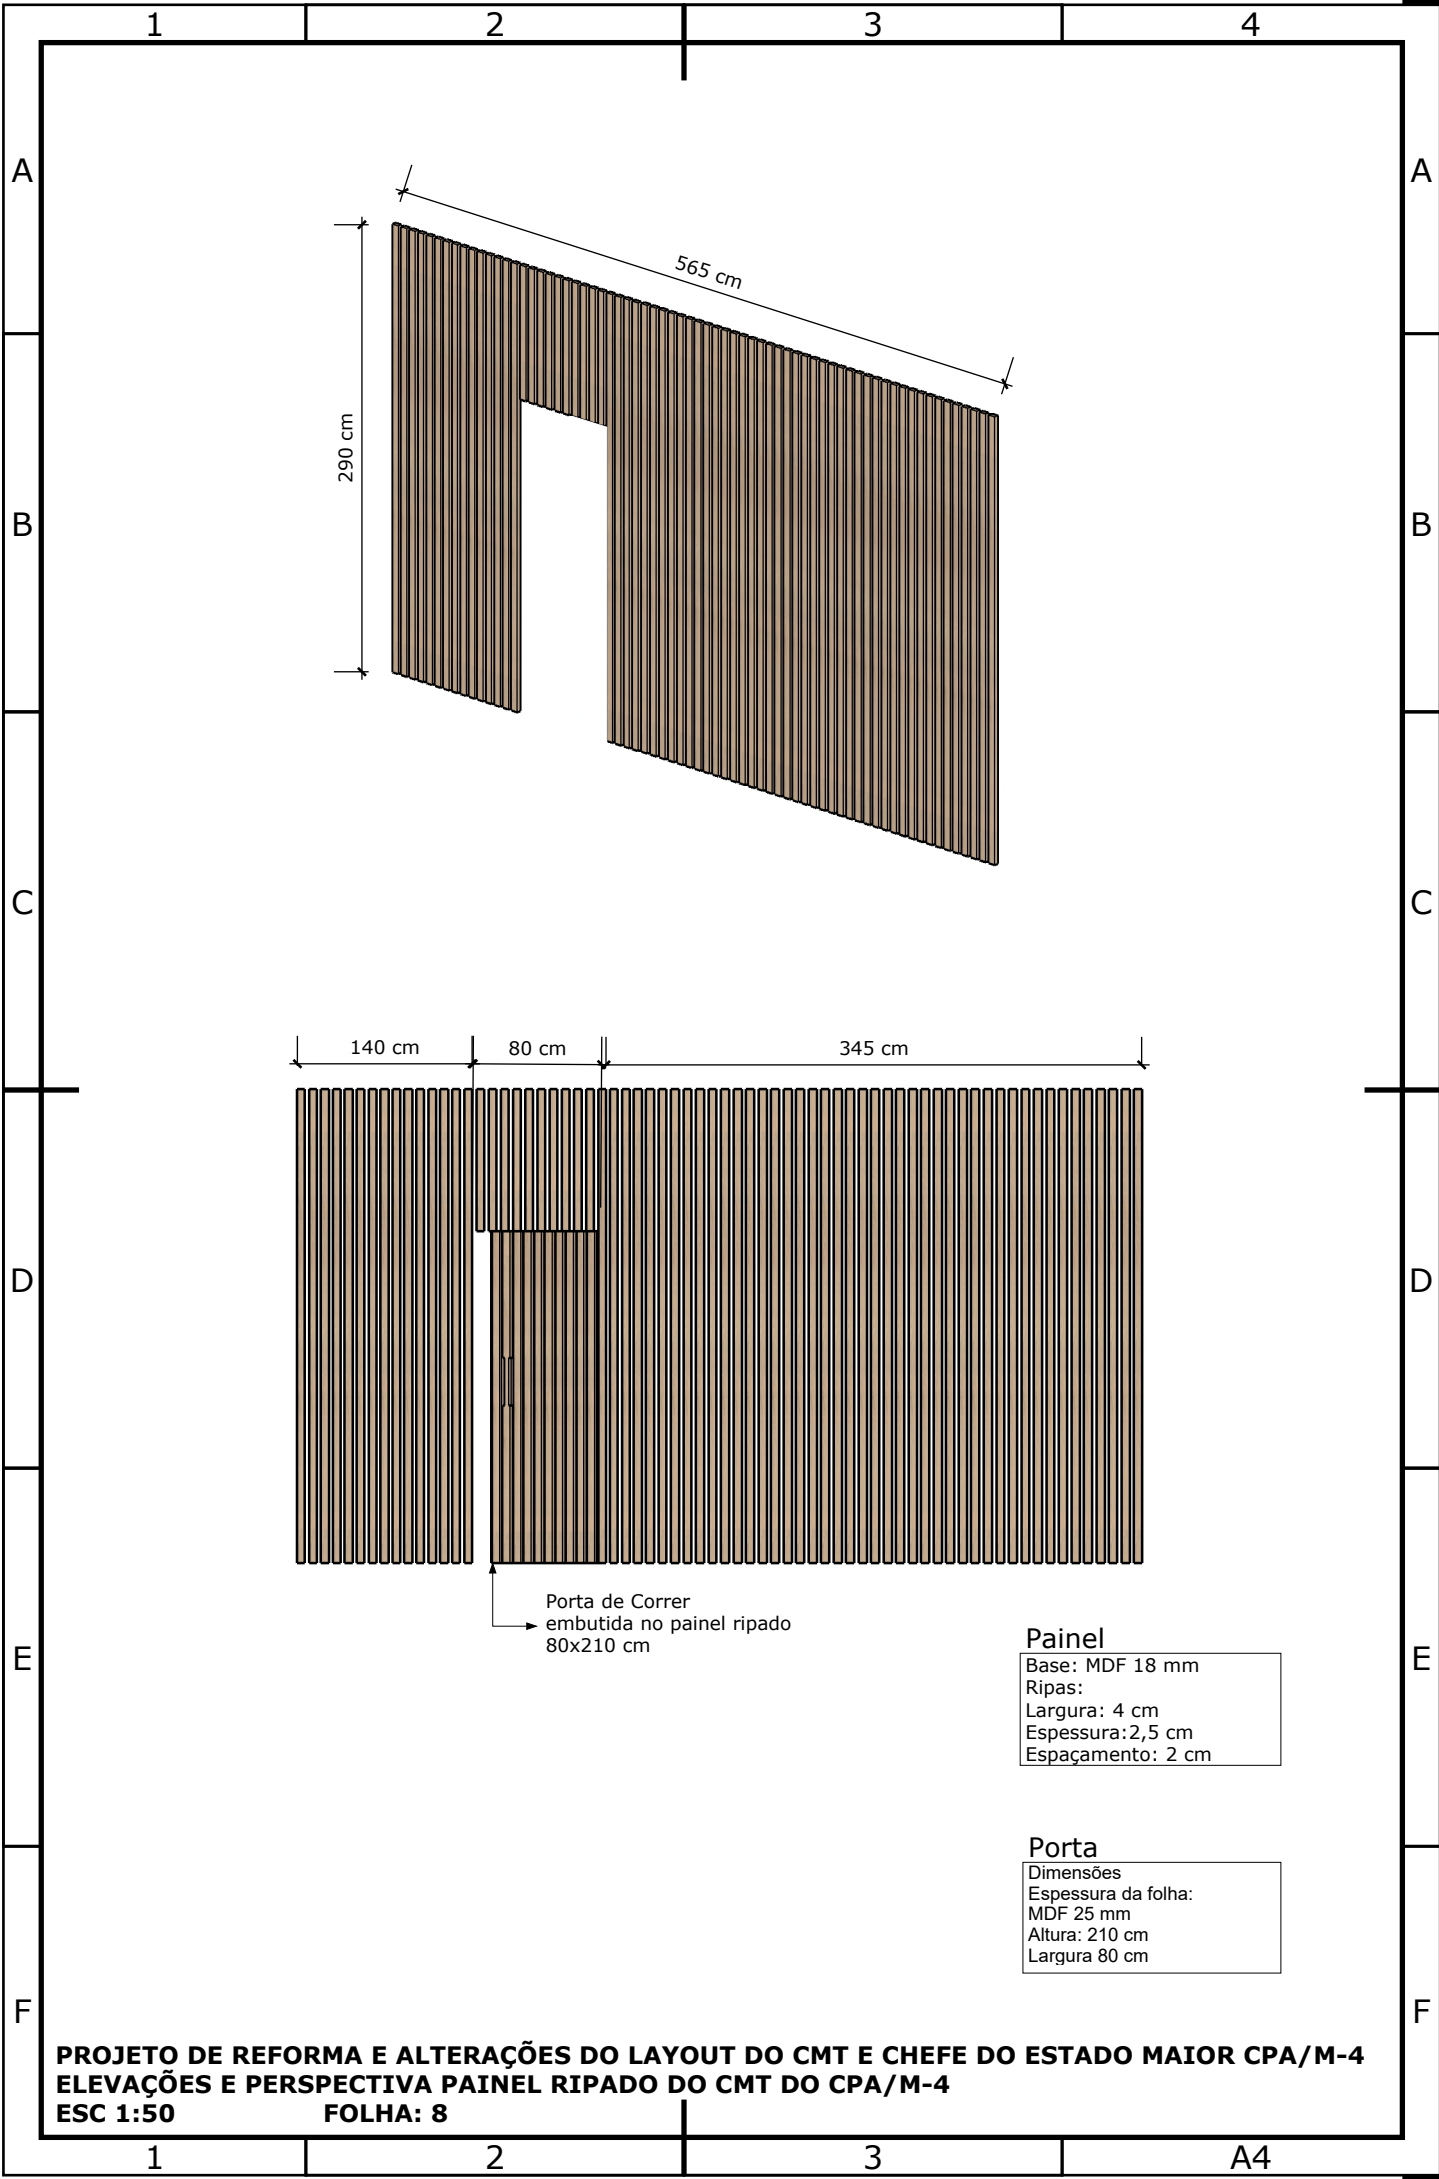 1 2 3 4
A A
565 cm
290 cm
B B
C C
140 cm 80 cm 345 cm
D D
Porta de Correr
embutida no painel ripado
80x210 cm
E E
Painel
Base: MDF 18 mm
Ripas:
Largura: 4 cm
Espessura:2,5 cm
Espaçamento: 2 cm
Porta
Dimensões
Espessura da folha:
MDF 25 mm
Altura: 210 cm
Largura 80 cm
F F
PROJETO DE REFORMA E ALTERAÇÕES DO LAYOUT DO CMT E CHEFE DO ESTADO MAIOR CPA/M-4
ELEVAÇÕES E PERSPECTIVA PAINEL RIPADO DO CMT DO CPA/M-4
ESC 1:50 FOLHA: 8
1 2 3 A4